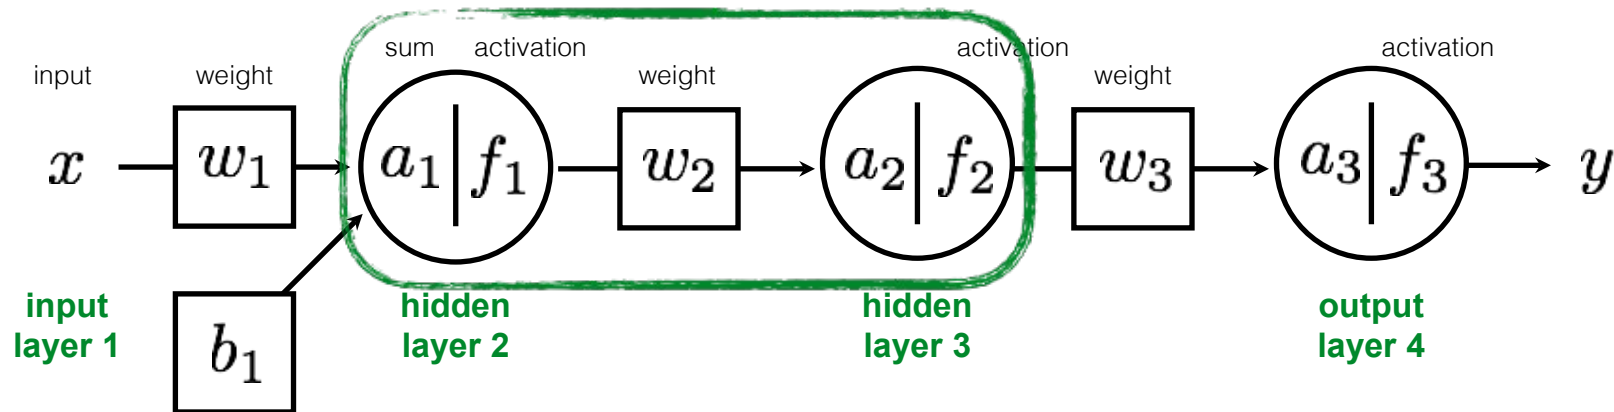 sum activation activation activation
input weight weight weight
x w₁ a₁ | f₁ w₂ a₂ | f₂ w₃ a₃ | f₃ y
input hidden hidden output
layer 1 layer 2 layer 3 layer 4
b₁